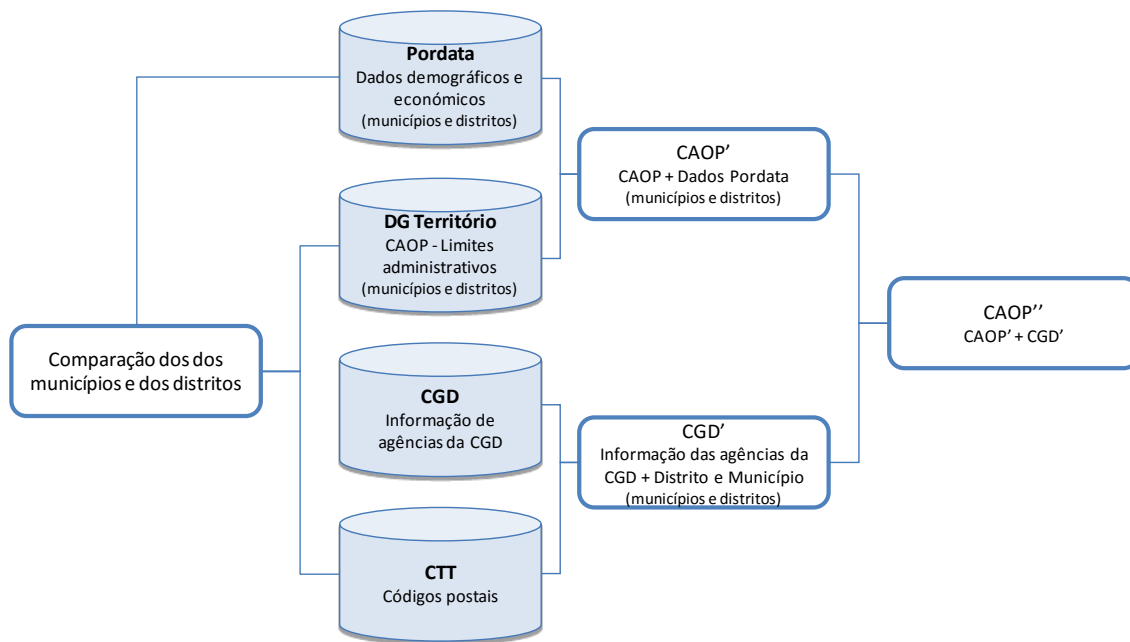 Pordata
Dados demográficos e
económicos
(municípios e distritos)
CAOP’
CAOP + Dados Pordata
(municípios e distritos)
DG Território
CAOP - Limites
administrativos
(municípios e distritos)
CAOP’’
CAOP’ + CGD’
Comparação dos dos
municípios e dos distritos
CGD
Informação de
agências da CGD
CGD’
Informação das agências da
CGD + Distrito e Município
(municípios e distritos)
CTT
Códigos postais